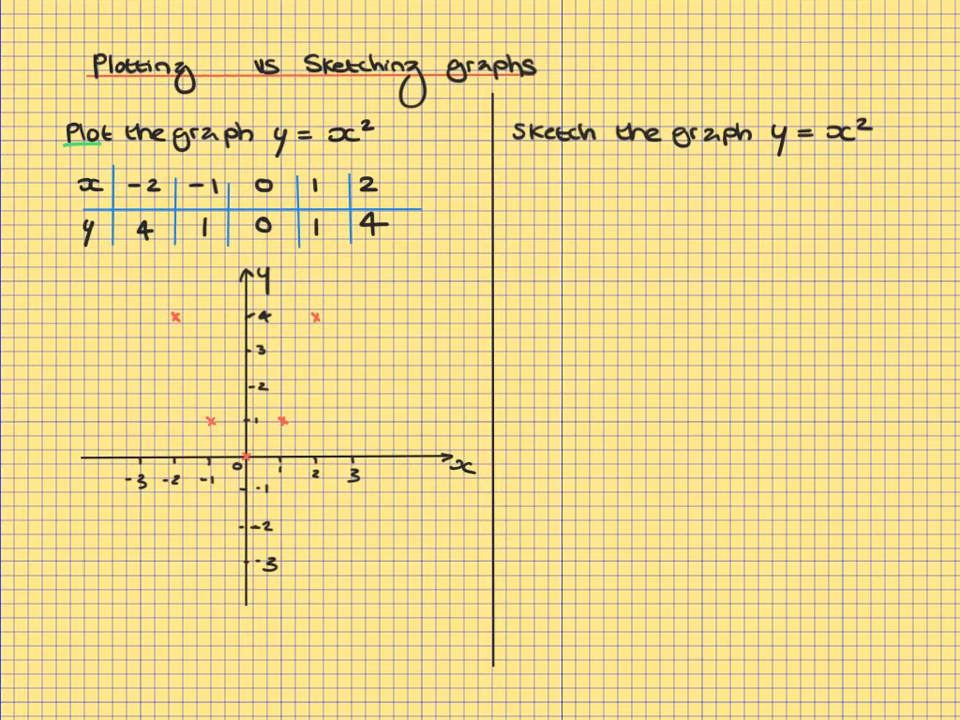 Plotting vs Sketching graphs
Plot the graph y = x²
x -2 -1 0 1 2
y 4 1 0 1 4
y
4
3
2
1
0
-3 -2 -1 1 2 3 x
-1
-2
-3
Sketch the graph y = x²